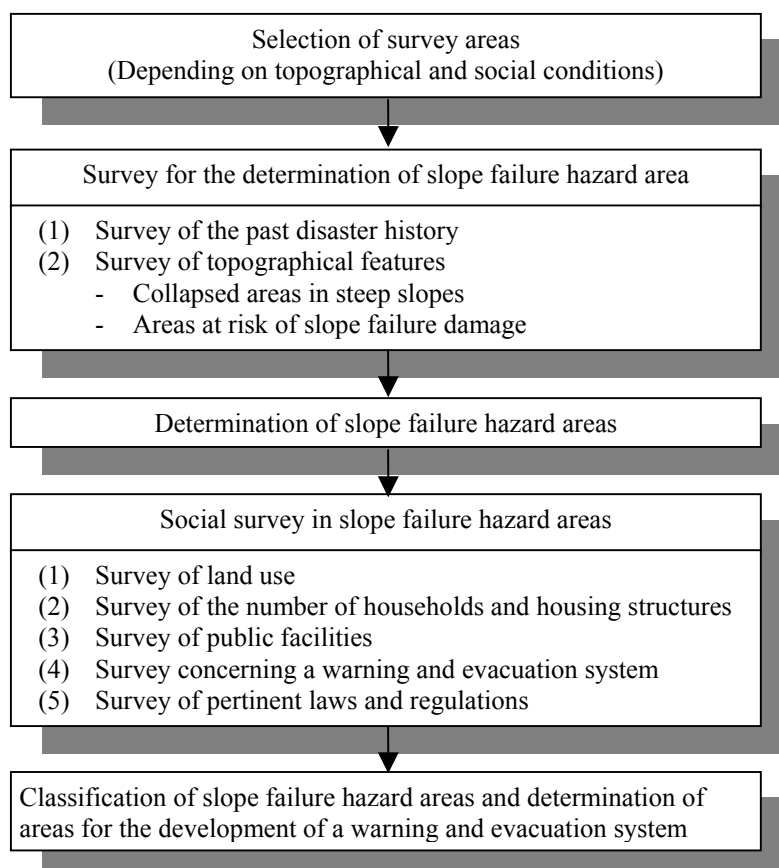 Selection of survey areas
(Depending on topographical and social conditions)
Survey for the determination of slope failure hazard area
(1) Survey of the past disaster history
(2) Survey of topographical features
- Collapsed areas in steep slopes
- Areas at risk of slope failure damage
Determination of slope failure hazard areas
Social survey in slope failure hazard areas
(1) Survey of land use
(2) Survey of the number of households and housing structures
(3) Survey of public facilities
(4) Survey concerning a warning and evacuation system
(5) Survey of pertinent laws and regulations
Classification of slope failure hazard areas and determination of
areas for the development of a warning and evacuation system